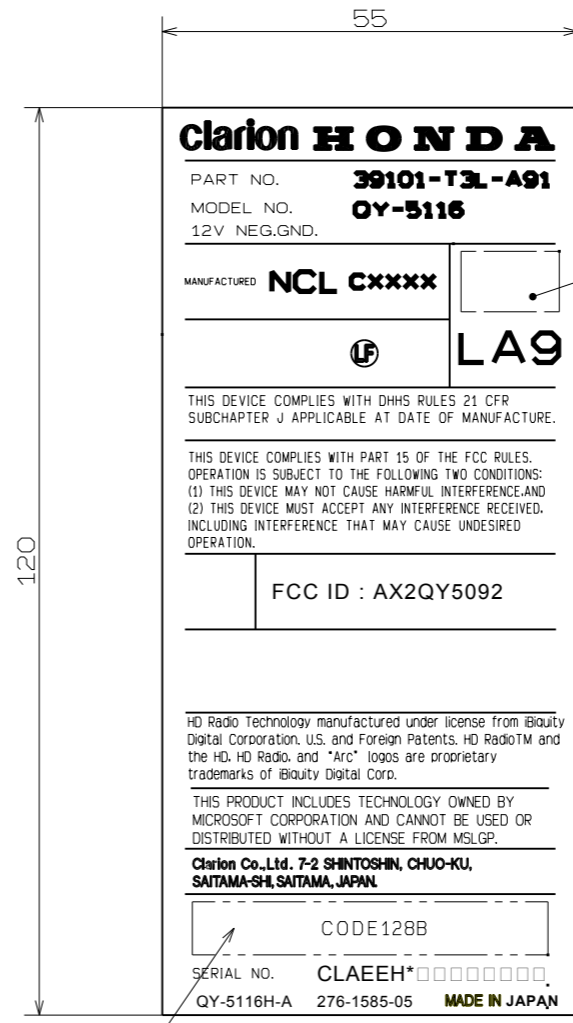 55
120
Clarion HONDA
PART NO. 39101-T3L-A91
MODEL NO. QY-5116
12V NEG.GND.
MANUFACTURED NCL CXXXX
LF
LA9
THIS DEVICE COMPLIES WITH DHHS RULES 21 CFR
SUBCHAPTER J APPLICABLE AT DATE OF MANUFACTURE.
THIS DEVICE COMPLIES WITH PART 15 OF THE FCC RULES.
OPERATION IS SUBJECT TO THE FOLLOWING TWO CONDITIONS:
(1) THIS DEVICE MAY NOT CAUSE HARMFUL INTERFERENCE,AND
(2) THIS DEVICE MUST ACCEPT ANY INTERFERENCE RECEIVED,
INCLUDING INTERFERENCE THAT MAY CAUSE UNDESIRED
OPERATION.
FCC ID : AX2QY5092
HD Radio Technology manufactured under license from iBiquity
Digital Corporation. U.S. and Foreign Patents. HD RadioTM and
the HD, HD Radio, and "Arc" logos are proprietary
trademarks of iBiquity Digital Corp.
THIS PRODUCT INCLUDES TECHNOLOGY OWNED BY
MICROSOFT CORPORATION AND CANNOT BE USED OR
DISTRIBUTED WITHOUT A LICENSE FROM MSLGP.
Clarion Co.,Ltd. 7-2 SHINTOSHIN, CHUO-KU,
SAITAMA-SHI, SAITAMA, JAPAN.
CODE128B
SERIAL NO. CLAEEH*□□□□□□□□.
QY-5116H-A 276-1585-05 MADE IN JAPAN